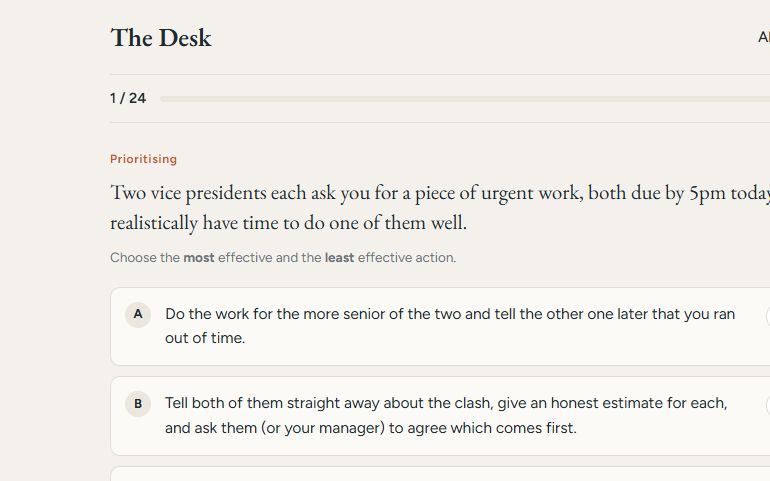 The Desk
1 / 24
Prioritising
Two vice presidents each ask you for a piece of urgent work, both due by 5pm today
realistically have time to do one of them well.
Choose the most effective and the least effective action.
A
Do the work for the more senior of the two and tell the other one later that you ran
out of time.
B
Tell both of them straight away about the clash, give an honest estimate for each,
and ask them (or your manager) to agree which comes first.